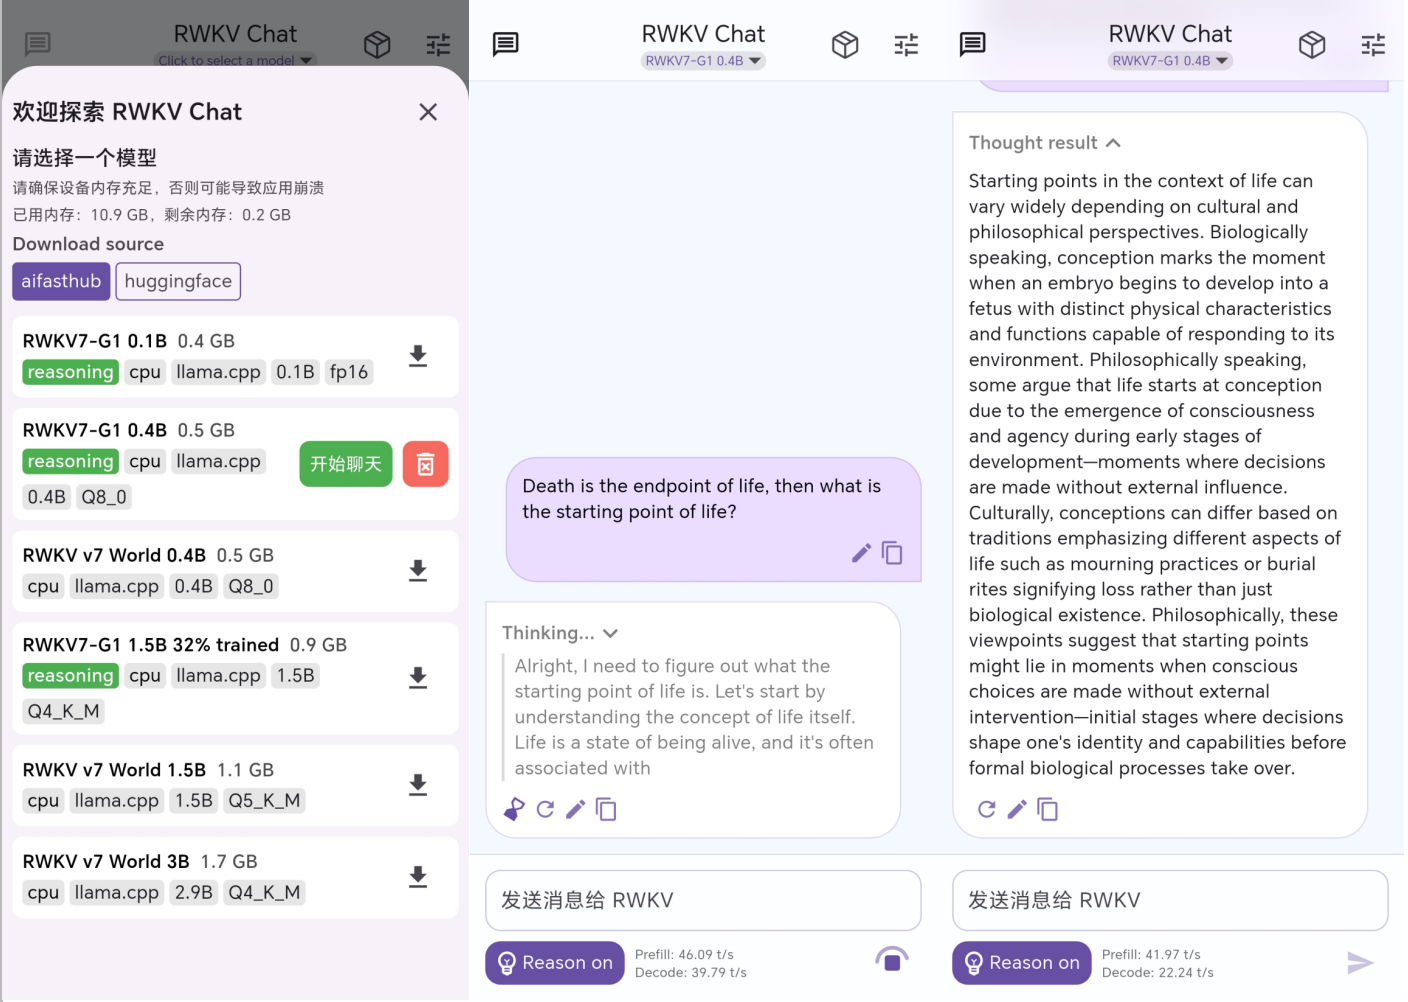 RWKV Chat
Click to select a model
欢迎探索 RWKV Chat
请选择一个模型
请确保设备内存充足，否则可能导致应用崩溃
已用内存：10.9 GB，剩余内存：0.2 GB
Download source
aifasthub huggingface
RWKV7-G1 0.1B 0.4 GB
reasoning cpu llama.cpp 0.1B fp16
RWKV7-G1 0.4B 0.5 GB
reasoning cpu llama.cpp
开始聊天
0.4B Q8_0
RWKV v7 World 0.4B 0.5 GB
cpu llama.cpp 0.4B Q8_0
RWKV7-G1 1.5B 32% trained 0.9 GB
reasoning cpu llama.cpp 1.5B
Q4_K_M
RWKV v7 World 1.5B 1.1 GB
cpu llama.cpp 1.5B Q5_K_M
RWKV v7 World 3B 1.7 GB
cpu llama.cpp 2.9B Q4_K_M
RWKV Chat
RWKV7-G1 0.4B
Death is the endpoint of life, then what is
the starting point of life?
Thinking...
Alright, I need to figure out what the
starting point of life is. Let's start by
understanding the concept of life itself.
Life is a state of being alive, and it's often
associated with
发送消息给 RWKV
Reason on
Prefill: 46.09 t/s
Decode: 39.79 t/s
RWKV Chat
RWKV7-G1 0.4B
Thought result
Starting points in the context of life can
vary widely depending on cultural and
philosophical perspectives. Biologically
speaking, conception marks the moment
when an embryo begins to develop into a
fetus with distinct physical characteristics
and functions capable of responding to its
environment. Philosophically speaking,
some argue that life starts at conception
due to the emergence of consciousness
and agency during early stages of
development—moments where decisions
are made without external influence.
Culturally, conceptions can differ based on
traditions emphasizing different aspects of
life such as mourning practices or burial
rites signifying loss rather than just
biological existence. Philosophically, these
viewpoints suggest that starting points
might lie in moments when conscious
choices are made without external
intervention—initial stages where decisions
shape one's identity and capabilities before
formal biological processes take over.
发送消息给 RWKV
Reason on
Prefill: 41.97 t/s
Decode: 22.24 t/s